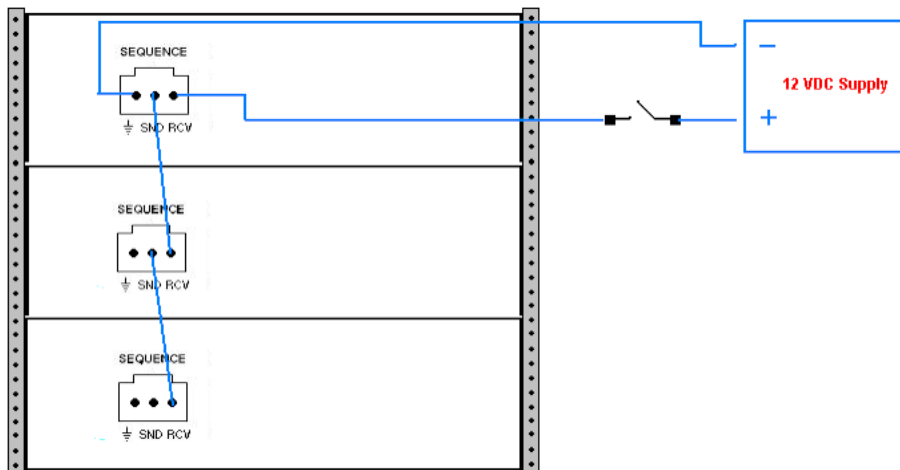 SEQUENCE
SND RCV
SEQUENCE
SND RCV
SEQUENCE
SND RCV
−
12 VDC Supply
+